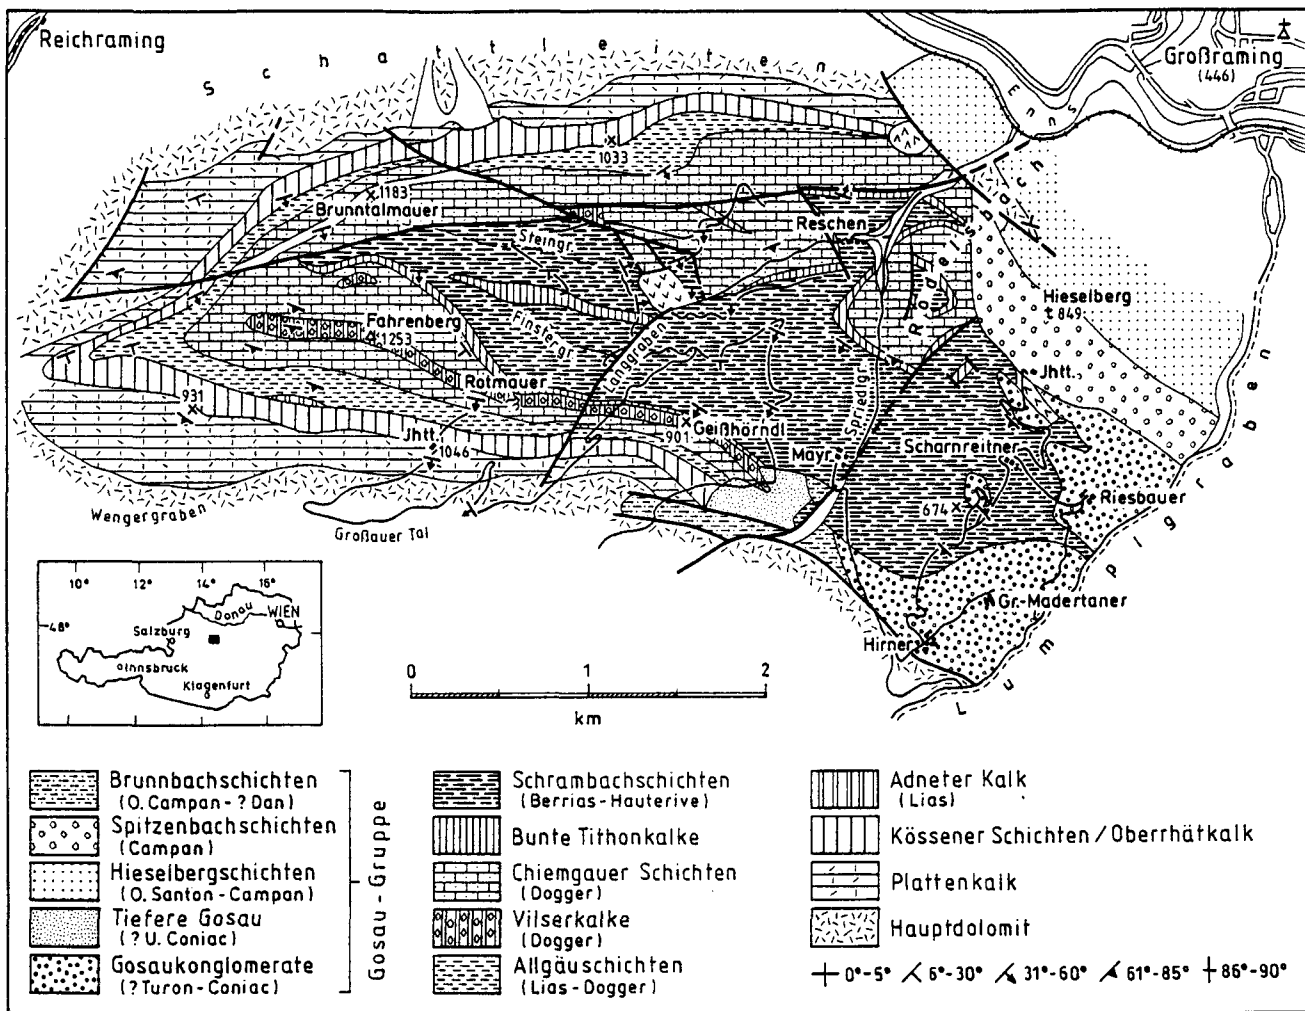 Reichraming
Schattleiten
Großraming
(446)
Enns
1033
1183
Brunntalmauer
Steingr.
Reschen
Rodelsbach
Hieselberg
849
Fahrenberg
1253
Finstergr.
Langgraben
Rotmauer
Jhtt.
931
Jhtt.
1046
901
Geißhörndl
Spriedgr.
Mayr
Scharnreitner
Riesbauer
674
Wengergraben
Großauer Tal
Gr.-Madertaner
Hirner
Lumplgraben
10° 12° 14° 16°
48°
Donau
WIEN
Salzburg
Innsbruck
Klagenfurt
0 1 2
km
Brunnbachschichten
(O. Campan - ? Dan)
Spitzenbachschichten
(Campan)
Hieselbergschichten
(O. Santon - Campan)
Tiefere Gosau
(? U. Coniac)
Gosaukonglomerate
(? Turon - Coniac)
Gosau - Gruppe
Schrambachschichten
(Berrias - Hauterive)
Bunte Tithonkalke
Chiemgauer Schichten
(Dogger)
Vilserkalke
(Dogger)
Allgäuschichten
(Lias - Dogger)
Adneter Kalk
(Lias)
Kössener Schichten / Oberrhätkalk
Plattenkalk
Hauptdolomit
0°-5° 6°-30° 31°-60° 61°-85° 86°-90°